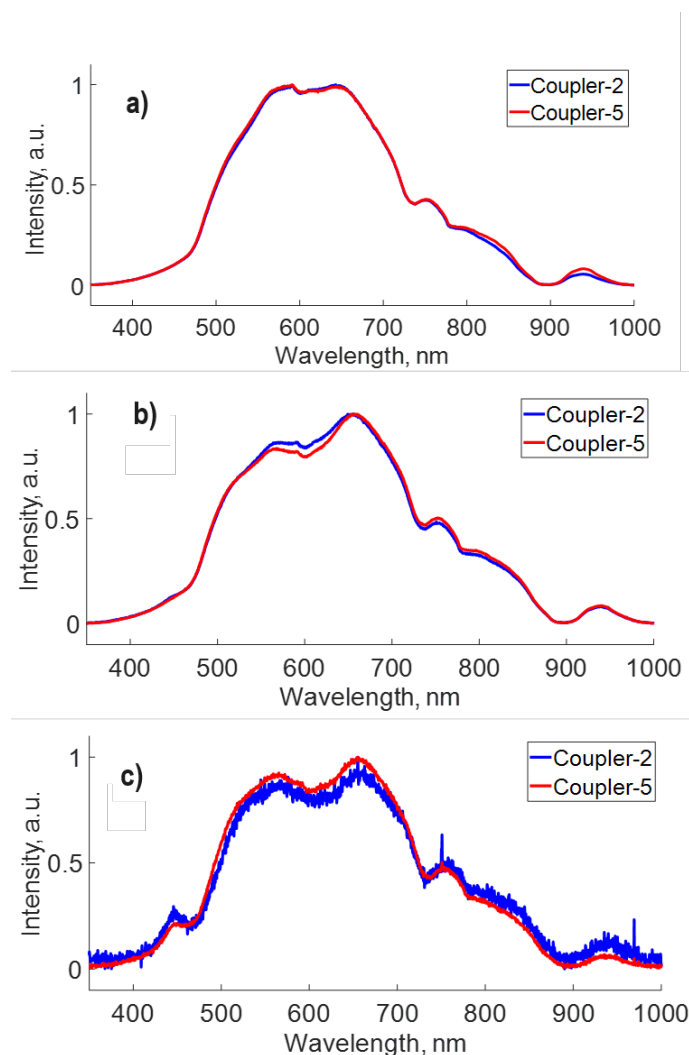 a)
Coupler-2
Coupler-5
Intensity, a.u.
1
0.5
0
400 500 600 700 800 900 1000
Wavelength, nm
b)
Coupler-2
Coupler-5
Intensity, a.u.
1
0.5
0
400 500 600 700 800 900 1000
Wavelength, nm
c)
Coupler-2
Coupler-5
Intensity, a.u.
1
0.5
0
400 500 600 700 800 900 1000
Wavelength, nm